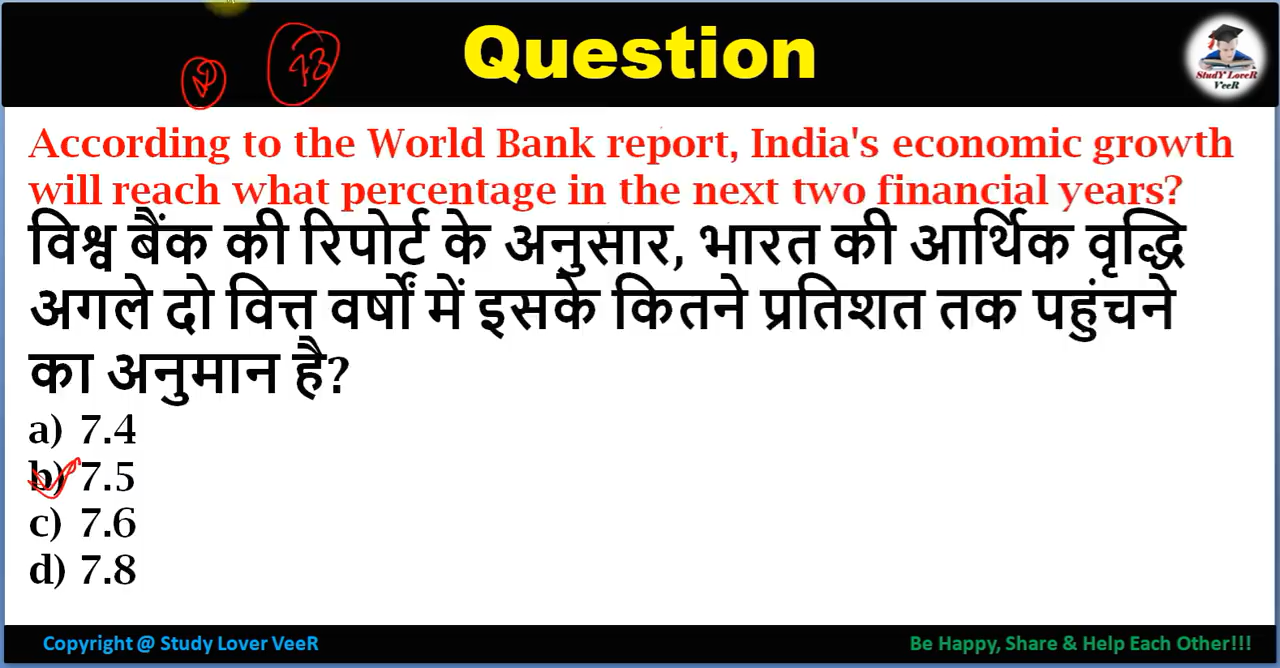 Question
StudY LoveR
VeeR
According to the World Bank report, India's economic growth
will reach what percentage in the next two financial years?
विश्व बैंक की रिपोर्ट के अनुसार, भारत की आर्थिक वृद्धि
अगले दो वित्त वर्षों में इसके कितने प्रतिशत तक पहुंचने
का अनुमान है?
a) 7.4
b) 7.5
c) 7.6
d) 7.8
Copyright @ Study Lover VeeR
Be Happy, Share & Help Each Other!!!